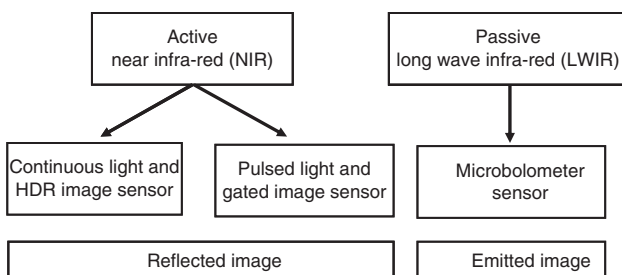 Active
near infra-red (NIR)
Passive
long wave infra-red (LWIR)
Continuous light and
HDR image sensor
Pulsed light and
gated image sensor
Microbolometer
sensor
Reflected image
Emitted image